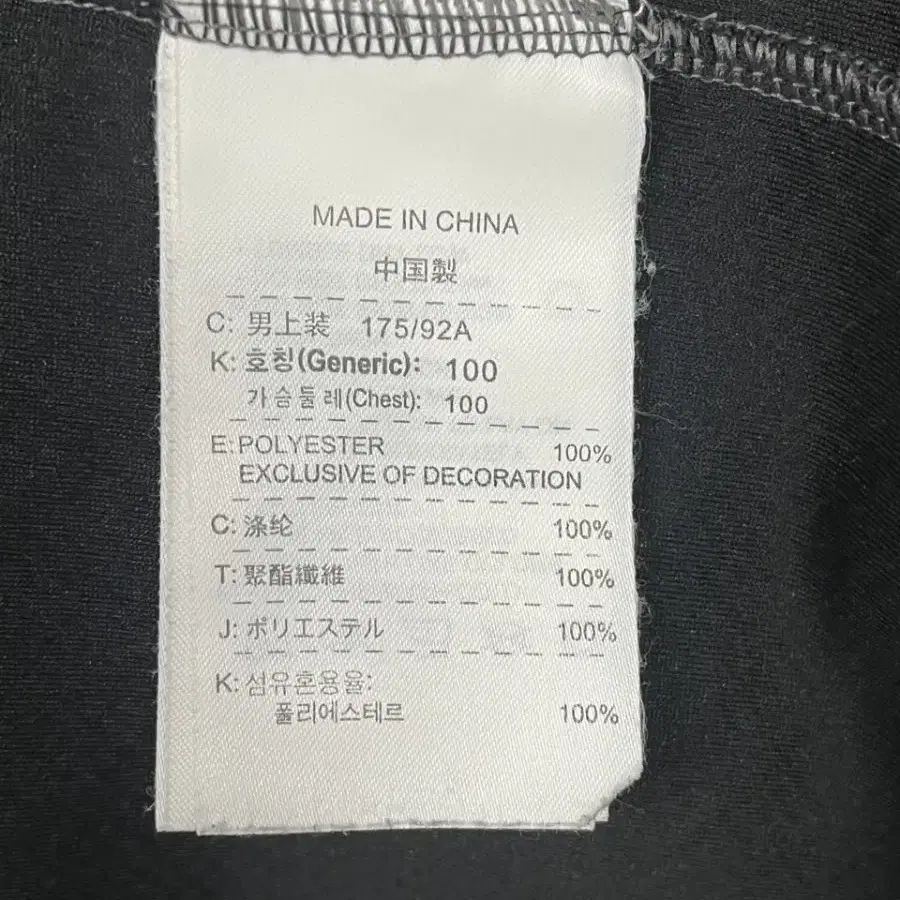 MADE IN CHINA
中国製
C: 男上装 175/92A
K: 호칭(Generic): 100
가슴둘레(Chest): 100
E: POLYESTER 100%
EXCLUSIVE OF DECORATION
C: 涤纶 100%
T: 聚酯纖維 100%
J: ポリエステル 100%
K: 섬유혼용율:
폴리에스테르 100%